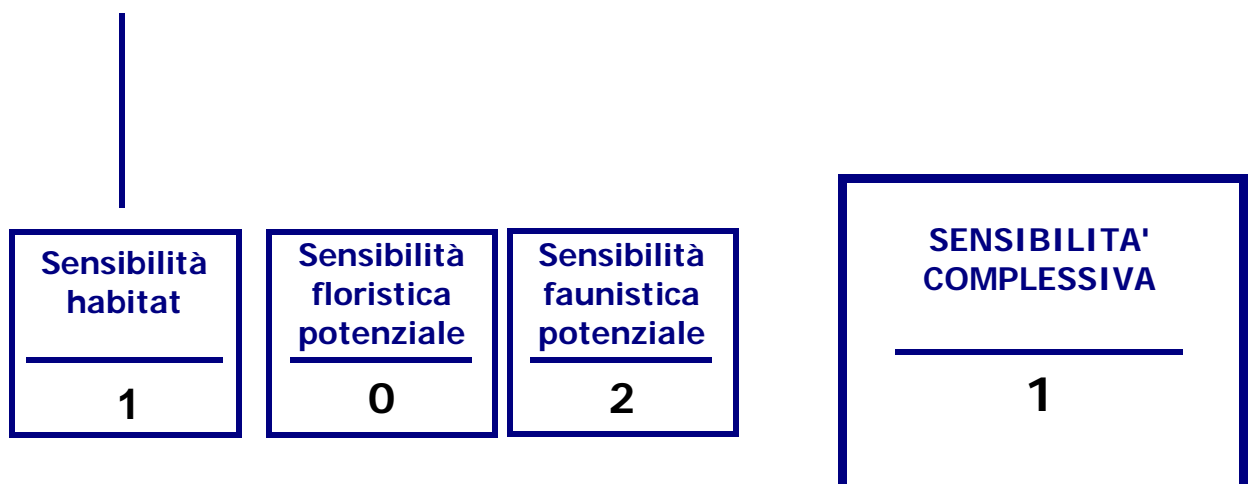 Sensibilità
habitat
1
Sensibilità
floristica
potenziale
0
Sensibilità
faunistica
potenziale
2
SENSIBILITA'
COMPLESSIVA
1